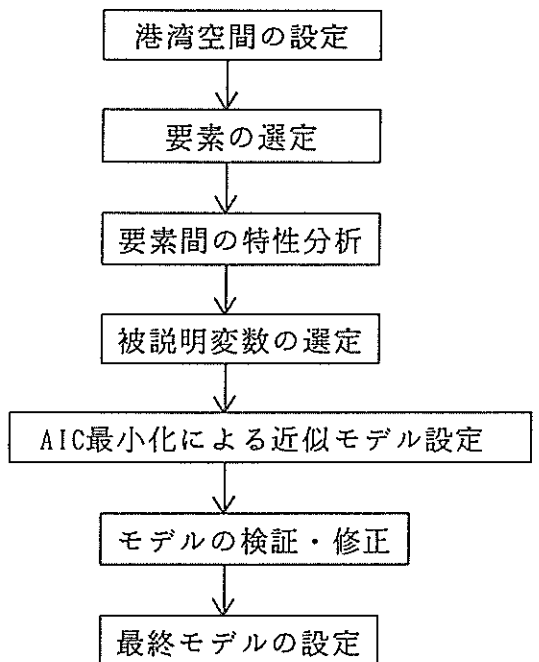 港湾空間の設定
要素の選定
要素間の特性分析
被説明変数の選定
AIC最小化による近似モデル設定
モデルの検証・修正
最終モデルの設定